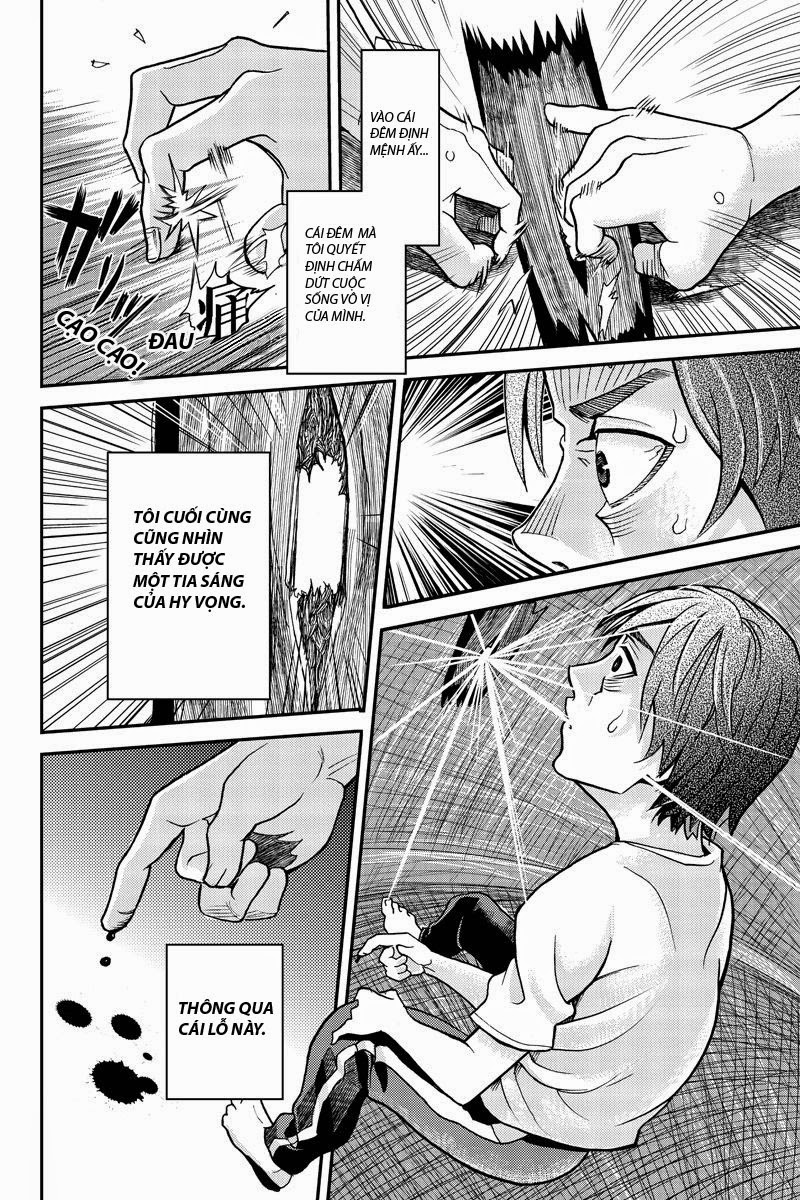 VÀO CÁI
ĐÊM ĐỊNH
MỆNH ẤY...
CÁI ĐÊM MÀ
TÔI QUYẾT
ĐỊNH CHẤM
DỨT CUỘC
SỐNG VÔ VỊ
CỦA MÌNH.
ガリッ
CẠO CẠO!
痛
ĐAU
TÔI CUỐI CÙNG
CŨNG NHÌN
THẤY ĐƯỢC
MỘT TIA SÁNG
CỦA HY VỌNG.
THÔNG QUA
CÁI LỖ NÀY.